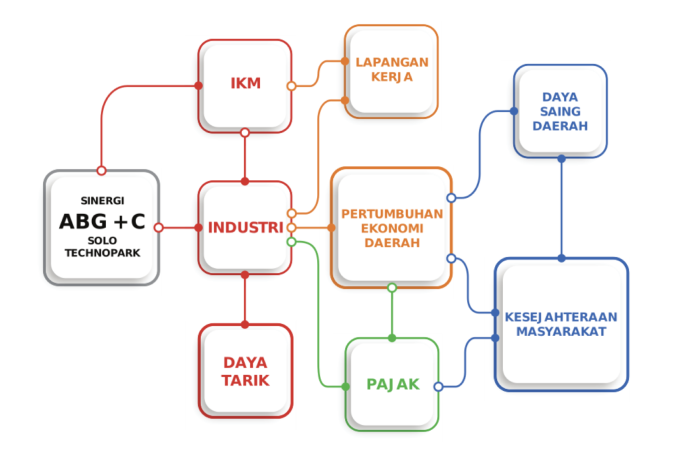 IKM
LAPANGAN
KERJA
DAYA
SAING
DAERAH
SINERGI
ABG + C
SOLO
TECHNOPARK
INDUSTRI
PERTUMBUHAN
EKONOMI
DAERAH
KESEJAHTERAAN
MASYARAKAT
DAYA
TARIK
PAJAK